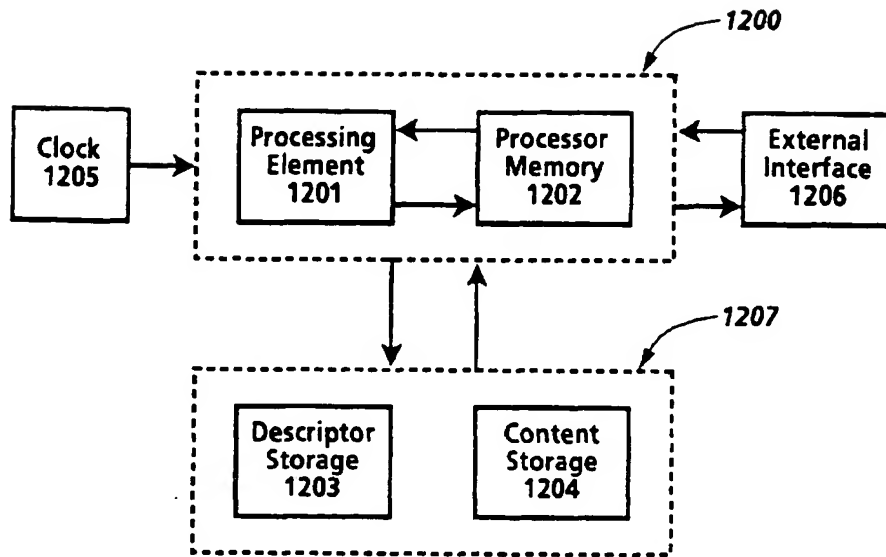 1200
Clock
1205
Processing
Element
1201
Processor
Memory
1202
External
Interface
1206
1207
Descriptor
Storage
1203
Content
Storage
1204